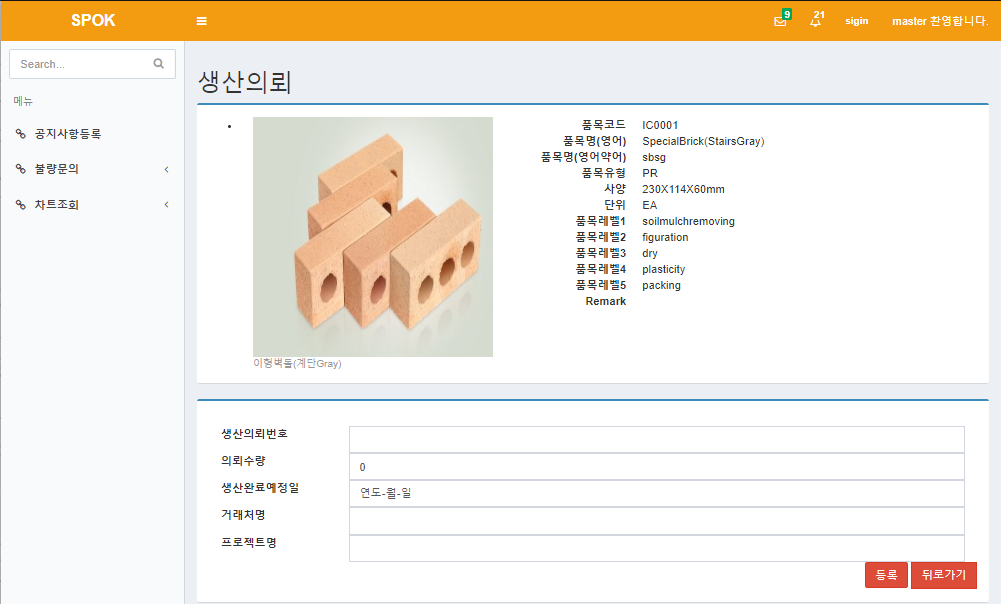 SPOK
9
21
sigin
master 찬영합니다.
Search...
메뉴
공지사항등록
불량문의
차트조회
생산의뢰
이형벽돌(계단Gray)
품목코드 IC0001
품목명(영어) SpecialBrick(StairsGray)
품목명(영어약어) sbsg
품목유형 PR
사양 230X114X60mm
단위 EA
품목레벨1 soilmulchremoving
품목레벨2 figuration
품목레벨3 dry
품목레벨4 plasticity
품목레벨5 packing
Remark
생산의뢰번호
의뢰수량 0
생산완료예정일 연도-월-일
거래처명
프로젝트명
등록 뒤로가기